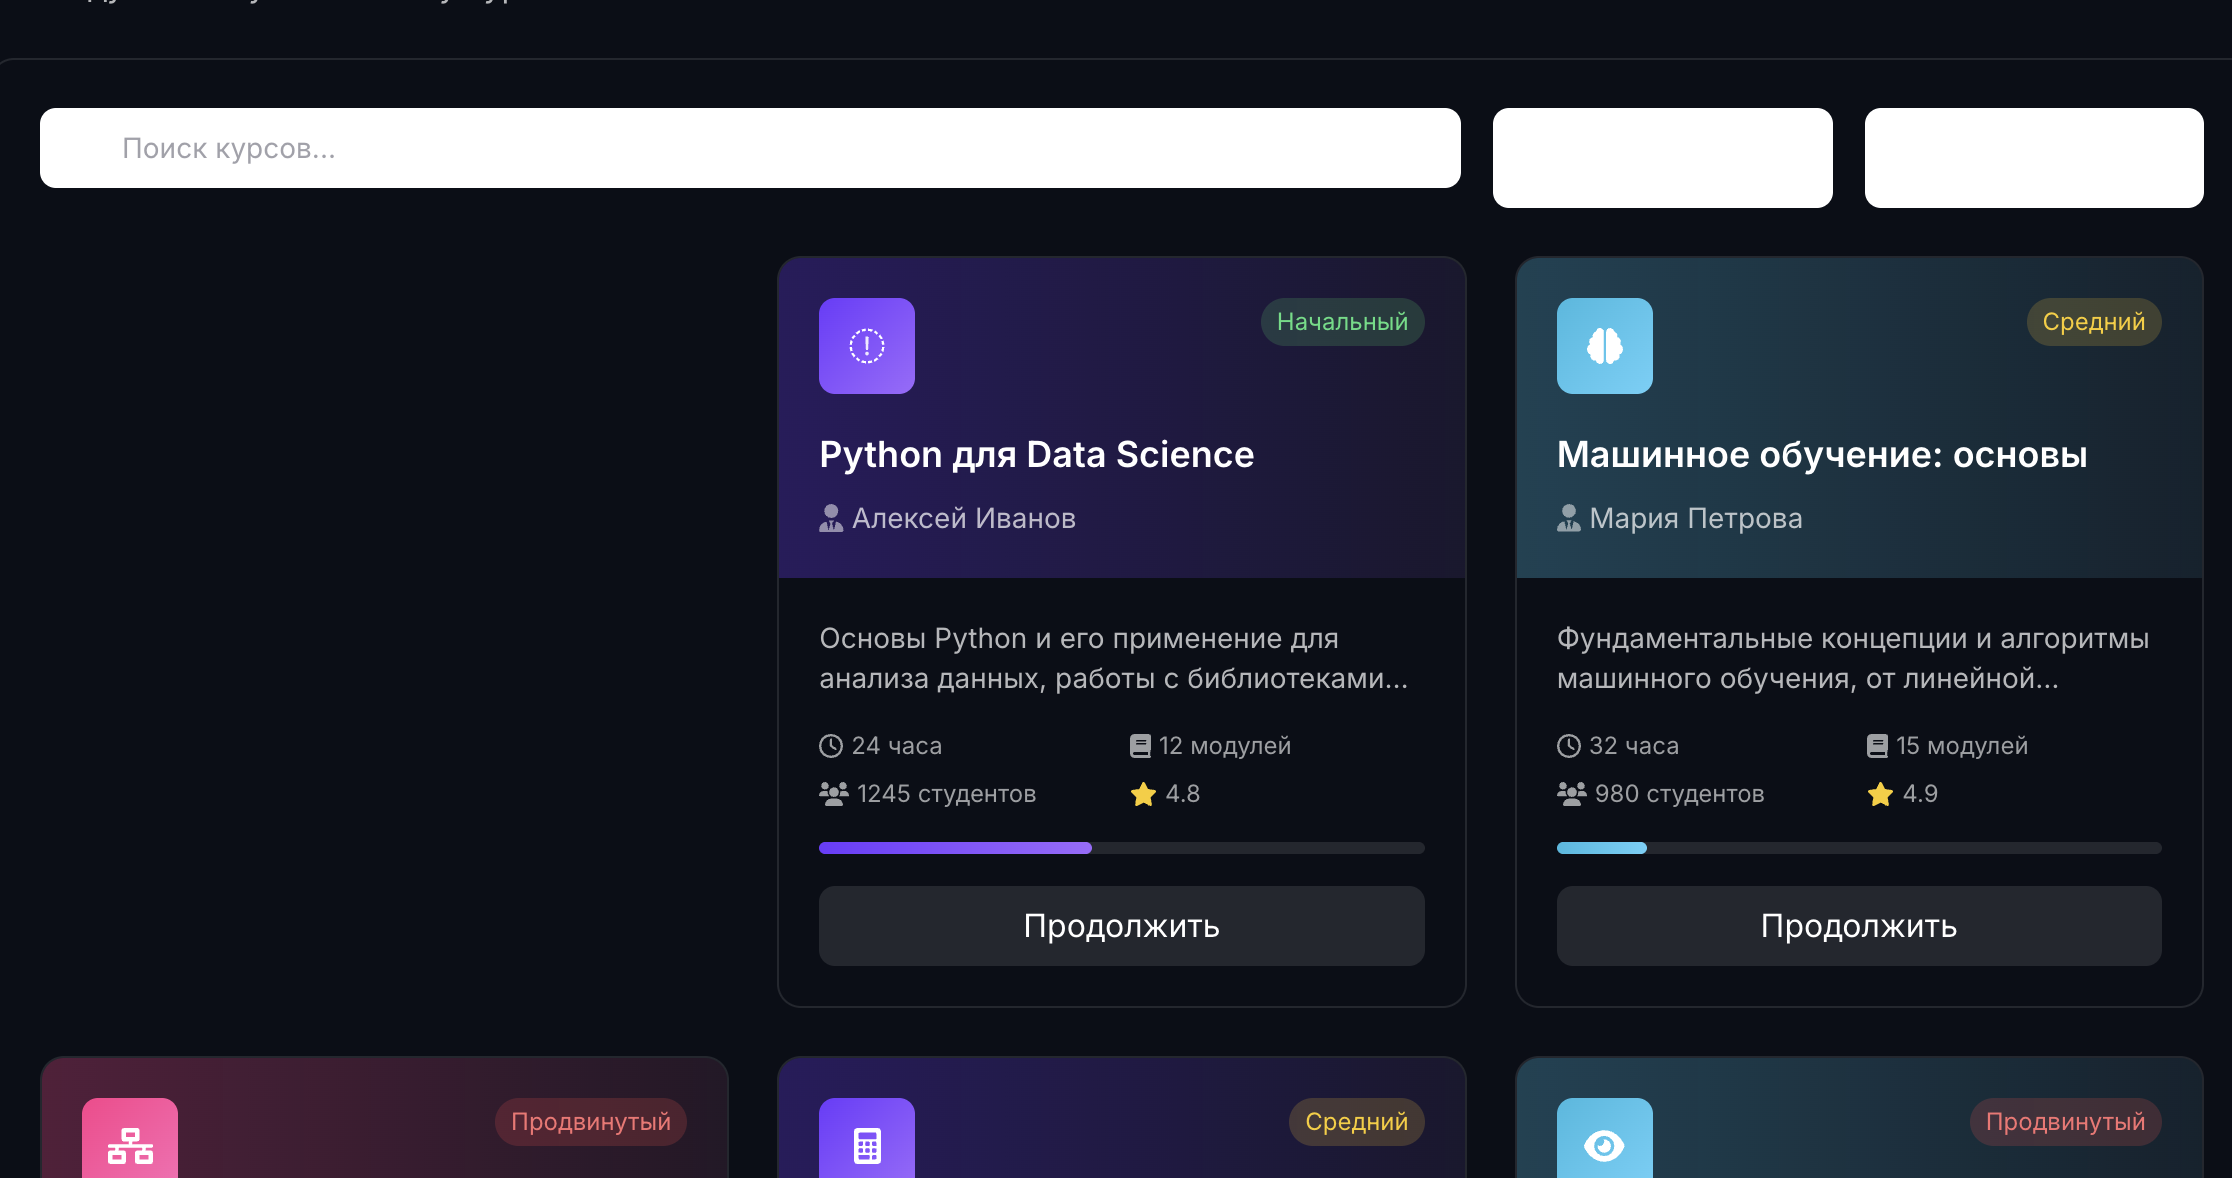 Поиск курсов...
Начальный
Python для Data Science
Алексей Иванов
Основы Python и его применение для
анализа данных, работы с библиотеками...
24 часа
12 модулей
1245 студентов
4.8
Продолжить
Средний
Машинное обучение: основы
Мария Петрова
Фундаментальные концепции и алгоритмы
машинного обучения, от линейной...
32 часа
15 модулей
980 студентов
4.9
Продолжить
Продвинутый
Средний
Продвинутый